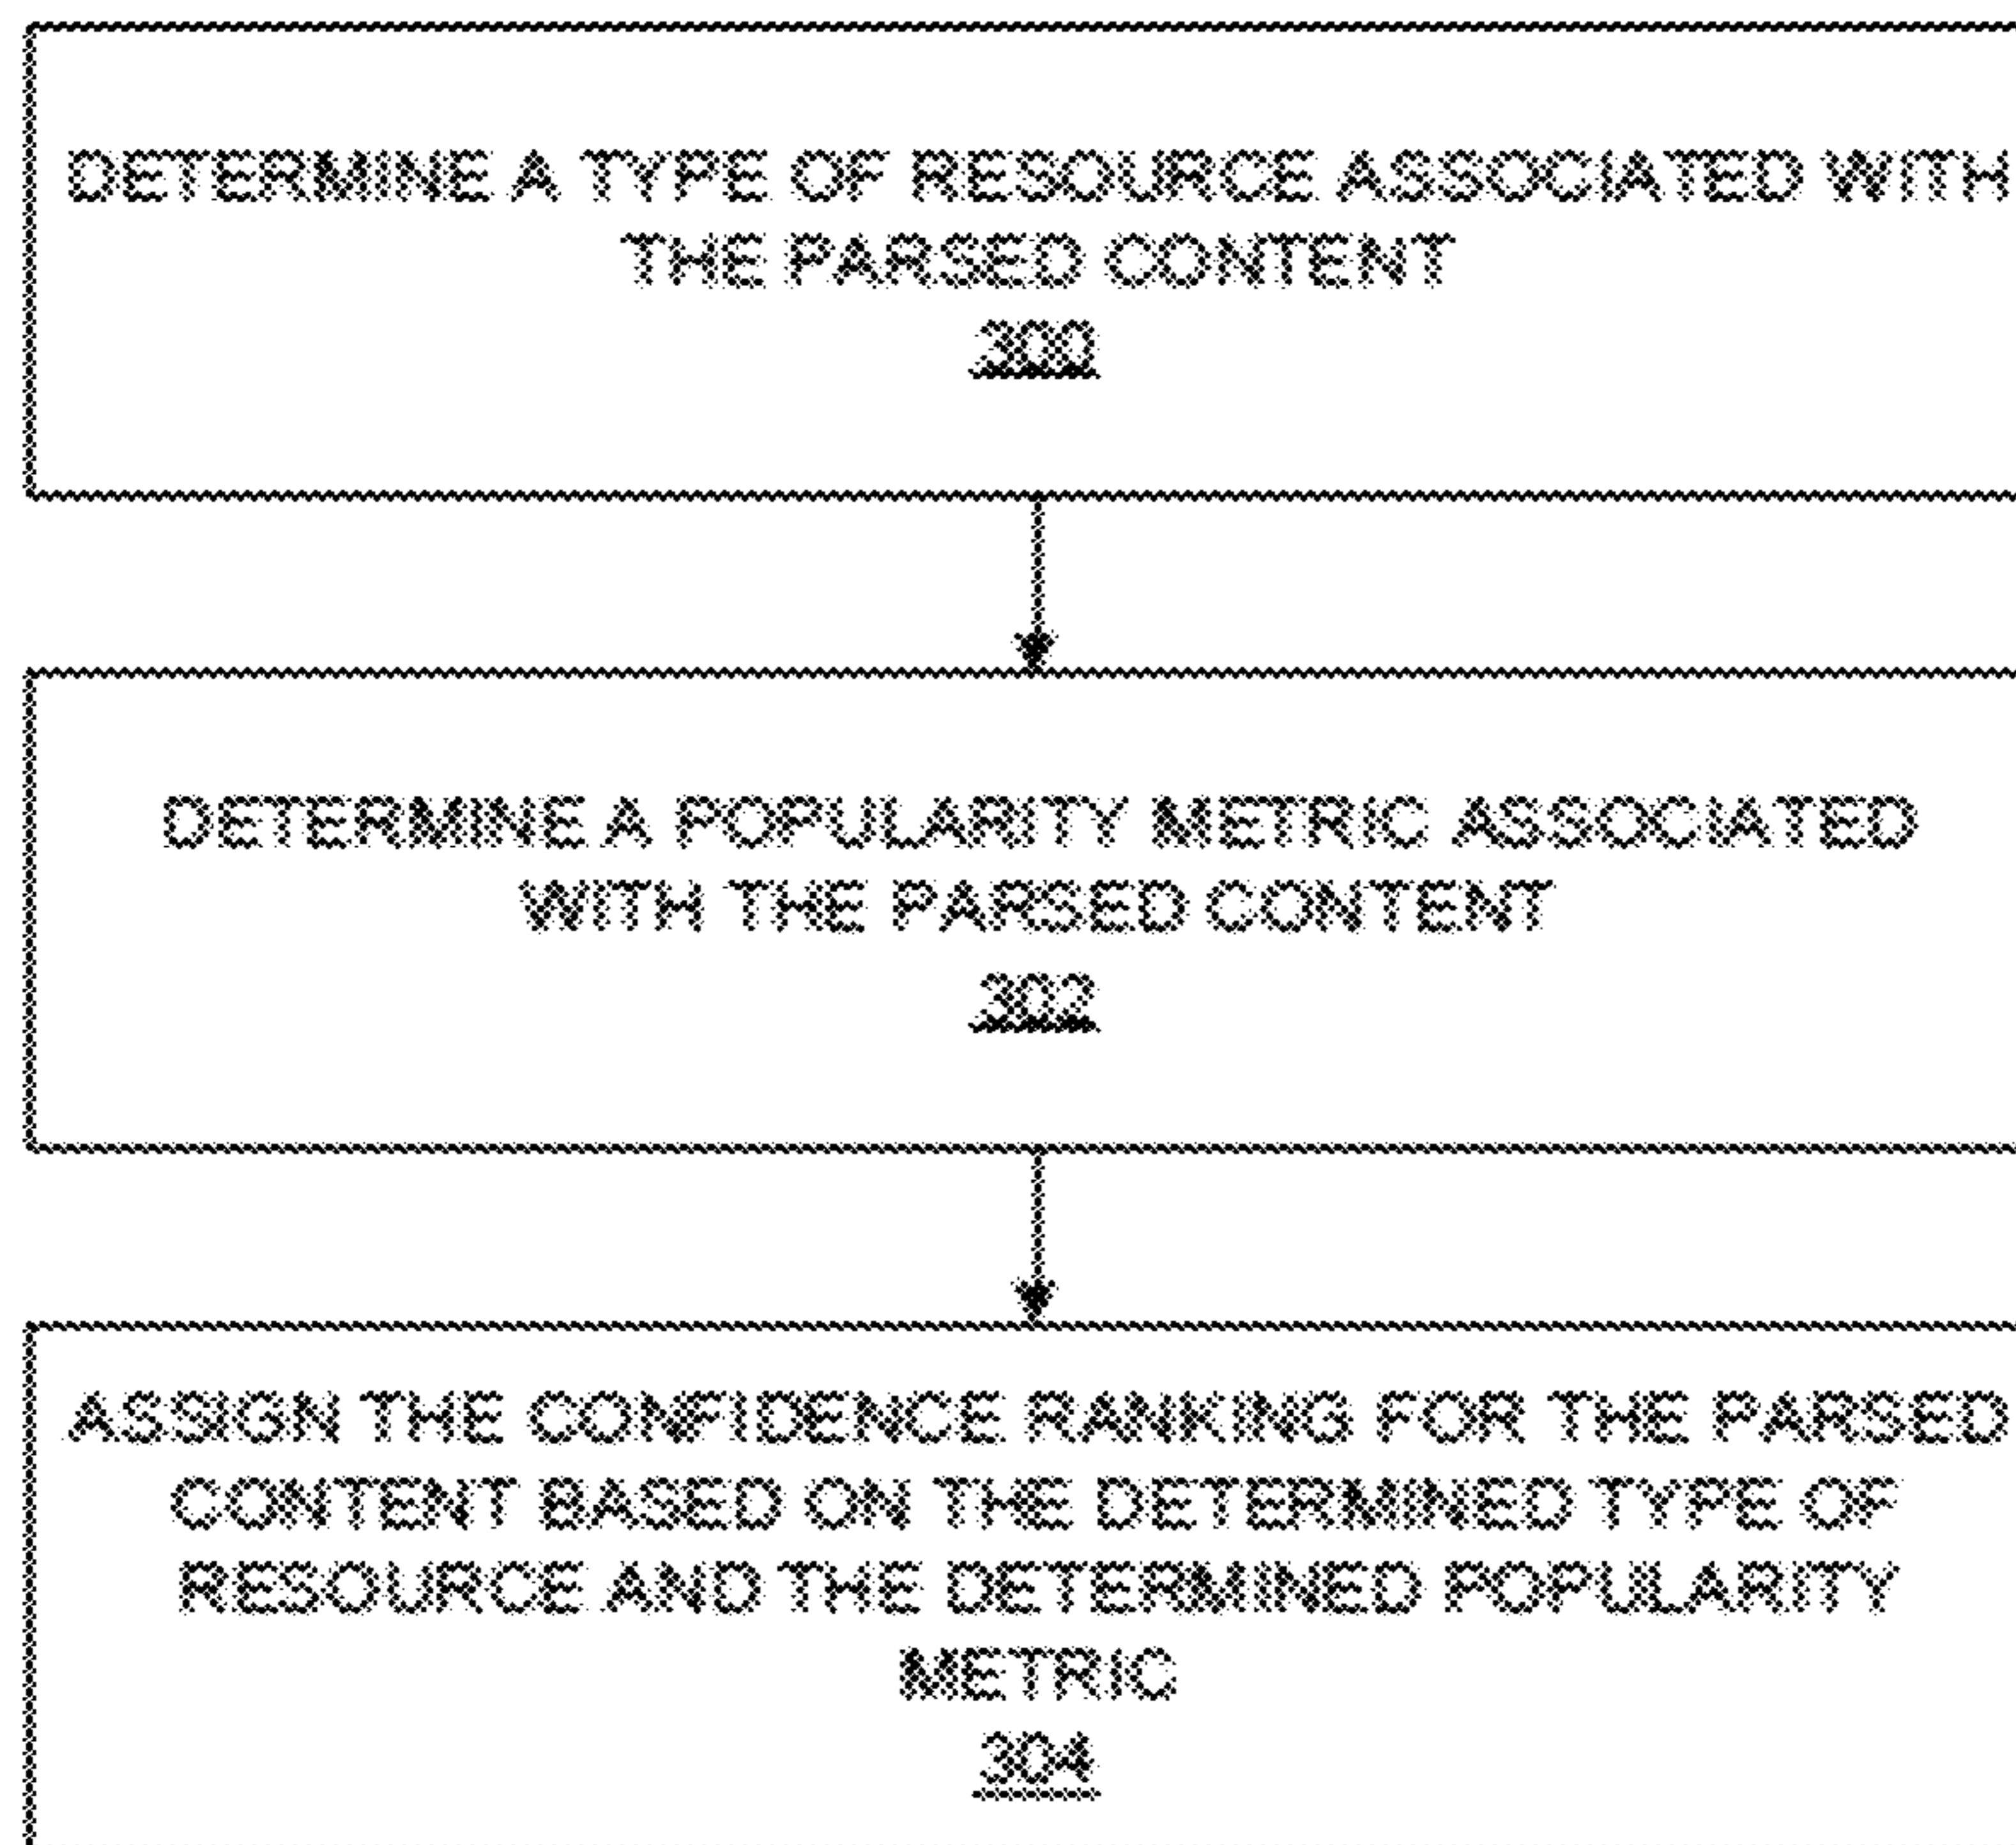 DETERMINE A TYPE OF RESOURCE ASSOCIATED WITH
THE PARSED CONTENT
300
DETERMINE A POPULARITY METRIC ASSOCIATED
WITH THE PARSED CONTENT
302
ASSIGN THE CONFIDENCE RANKING FOR THE PARSED
CONTENT BASED ON THE DETERMINED TYPE OF
RESOURCE AND THE DETERMINED POPULARITY
METRIC
304